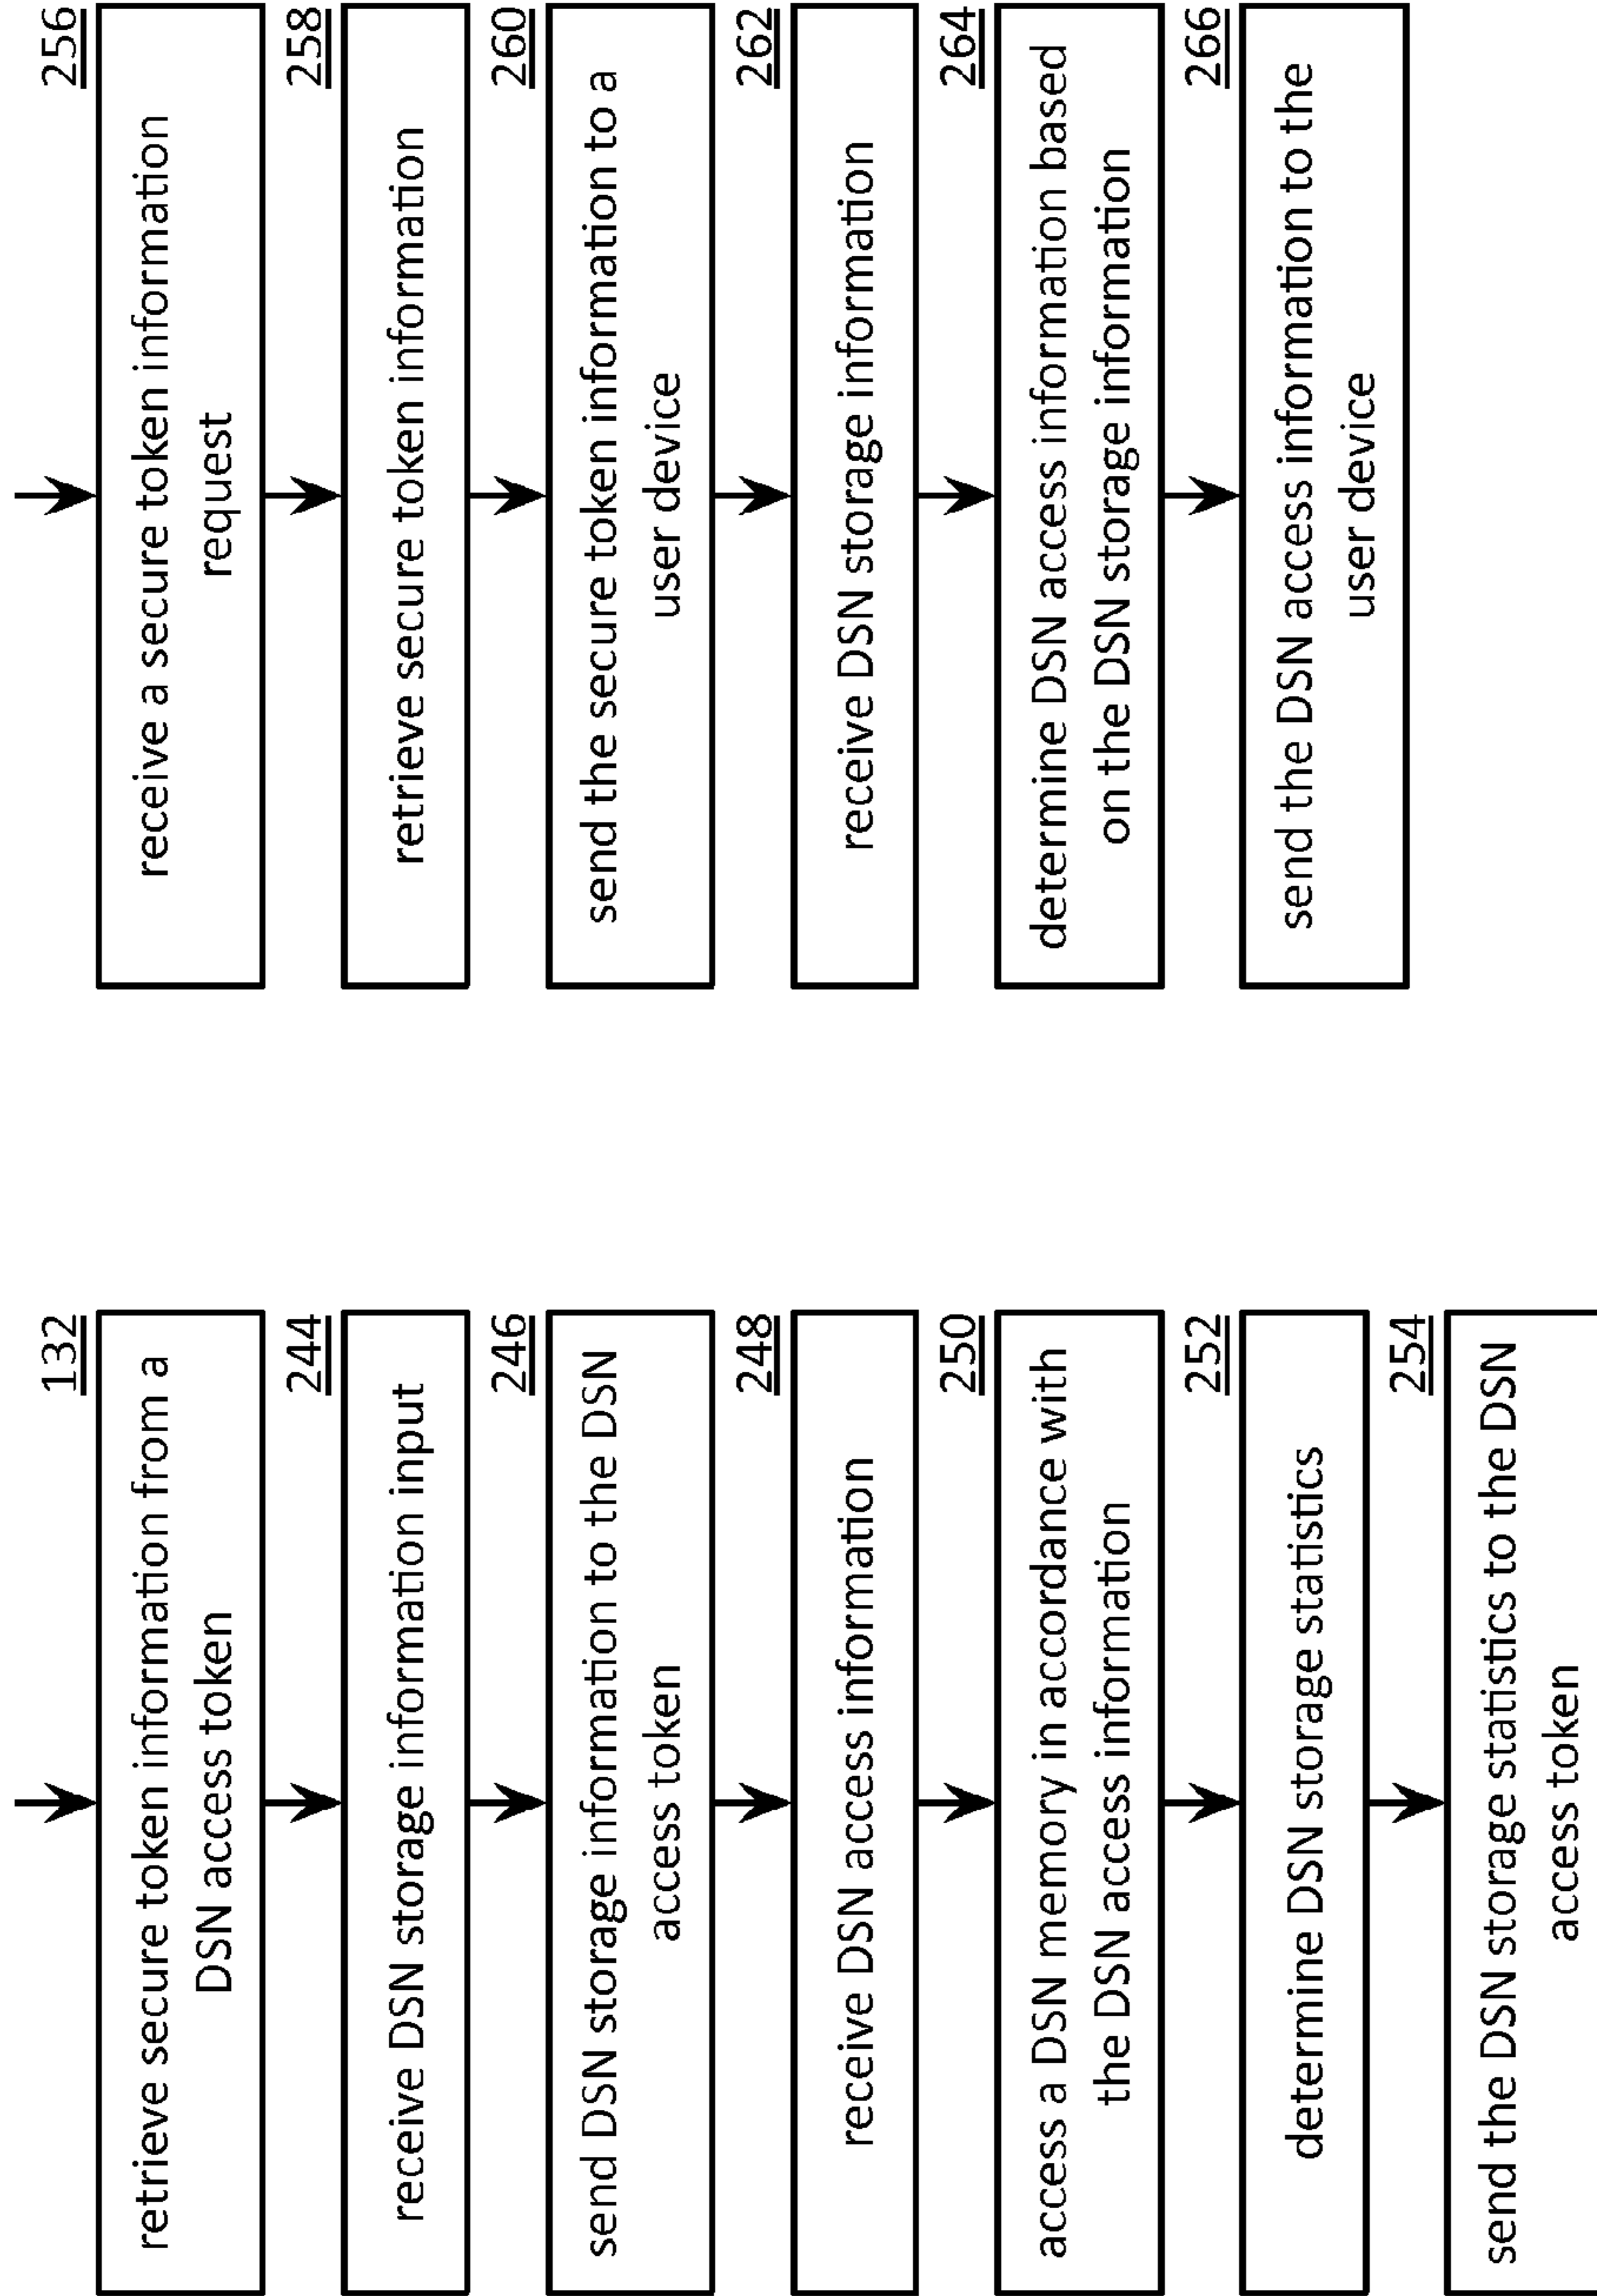 132
retrieve secure token information from a
DSN access token
244
receive DSN storage information input
246
send DSN storage information to the DSN
access token
248
receive DSN access information
250
access a DSN memory in accordance with
the DSN access information
252
determine DSN storage statistics
254
send the DSN storage statistics to the DSN
access token
256
receive a secure token information
request
258
retrieve secure token information
260
send the secure token information to a
user device
262
receive DSN storage information
264
determine DSN access information based
on the DSN storage information
266
send the DSN access information to the
user device